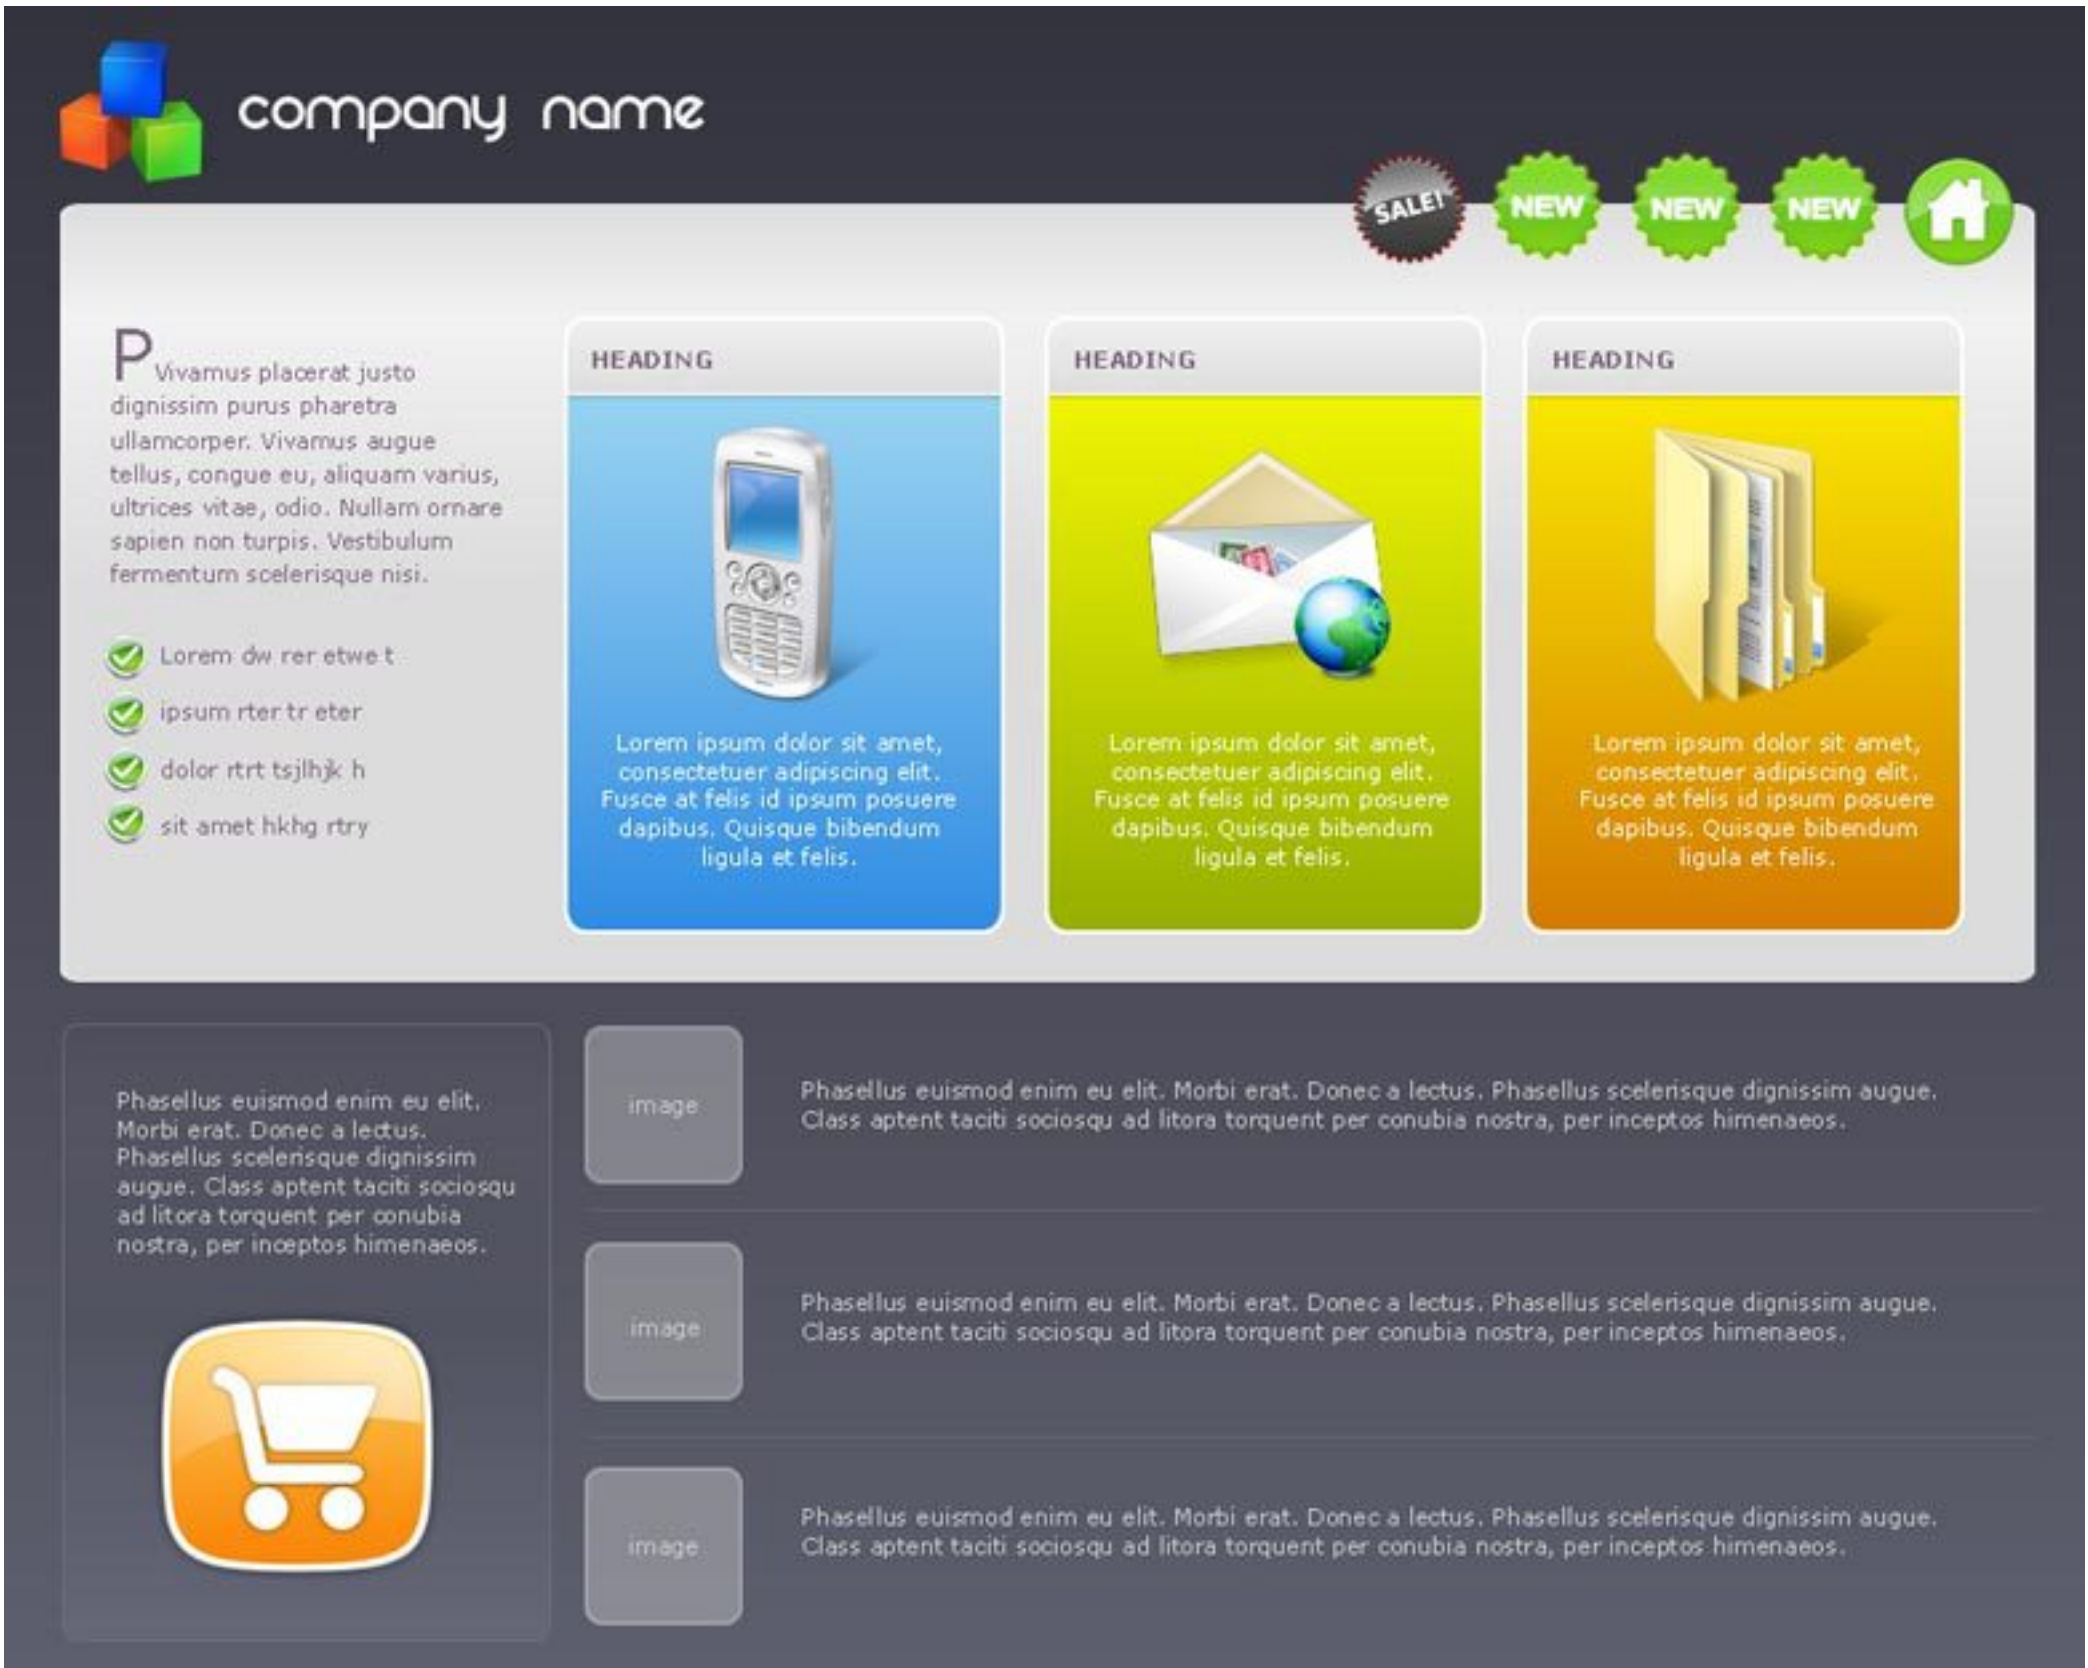 company name
SALE!
NEW
NEW
NEW
P Vivamus placerat justo
dignissim purus pharetra
ullamcorper. Vivamus augue
tellus, congue eu, aliquam varius,
ultrices vitae, odio. Nullam ornare
sapien non turpis. Vestibulum
fermentum scelerisque nisi.
Lorem dw rer etwe t
ipsum rter tr eter
dolor rtrt tsjlhjk h
sit amet hkhg rtry
HEADING
Lorem ipsum dolor sit amet,
consectetuer adipiscing elit.
Fusce at felis id ipsum posuere
dapibus. Quisque bibendum
ligula et felis.
HEADING
Lorem ipsum dolor sit amet,
consectetuer adipiscing elit.
Fusce at felis id ipsum posuere
dapibus. Quisque bibendum
ligula et felis.
HEADING
Lorem ipsum dolor sit amet,
consectetuer adipiscing elit.
Fusce at felis id ipsum posuere
dapibus. Quisque bibendum
ligula et felis.
Phasellus euismod enim eu elit.
Morbi erat. Donec a lectus.
Phasellus scelerisque dignissim
augue. Class aptent taciti sociosqu
ad litora torquent per conubia
nostra, per inceptos himenaeos.
image
Phasellus euismod enim eu elit. Morbi erat. Donec a lectus. Phasellus scelerisque dignissim augue.
Class aptent taciti sociosqu ad litora torquent per conubia nostra, per inceptos himenaeos.
image
Phasellus euismod enim eu elit. Morbi erat. Donec a lectus. Phasellus scelerisque dignissim augue.
Class aptent taciti sociosqu ad litora torquent per conubia nostra, per inceptos himenaeos.
image
Phasellus euismod enim eu elit. Morbi erat. Donec a lectus. Phasellus scelerisque dignissim augue.
Class aptent taciti sociosqu ad litora torquent per conubia nostra, per inceptos himenaeos.